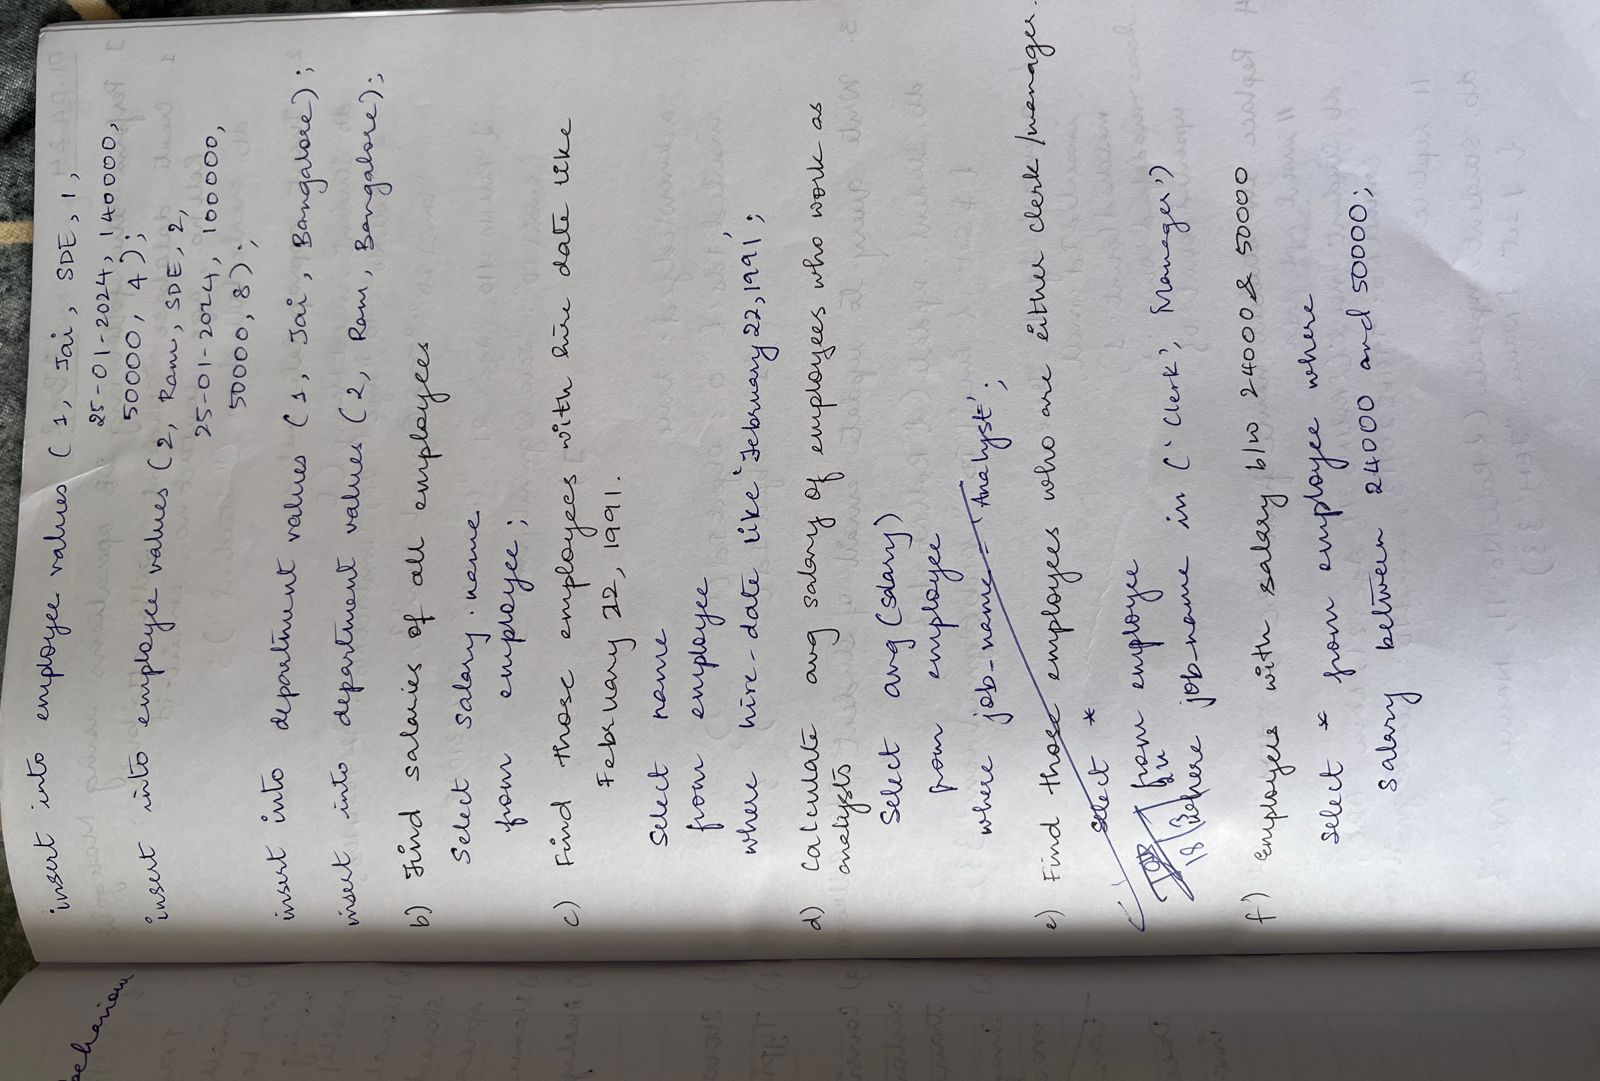 insert into employee values (1, Jai, SDE, 1,
25-01-2024, 140000,
50000, 4);
insert into employee values (2, Ram, SDE, 2,
25-01-2024, 100000,
50000, 8);
insert into department values (1, Jai, Bangalore);
insert into department values (2, Ram, Bangalore);
b) Find salaries of all employees
Select salary.name
from employee;
c) Find those employees with hire date like
February 22, 1991.
Select name
from employee
where hire-date like 'February 22, 1991';
d) Calculate avg salary of employees who work as
analysts
Select avg(salary)
from employee
where job-name = 'Analyst';
e) Find those employees who are either clerk/manager.
select *
from employee
where job-name in ('Clerk', 'Manager')
18/
f) employees with salary b/w 24000 & 50000
select * from employee where
salary between 24000 and 50000;